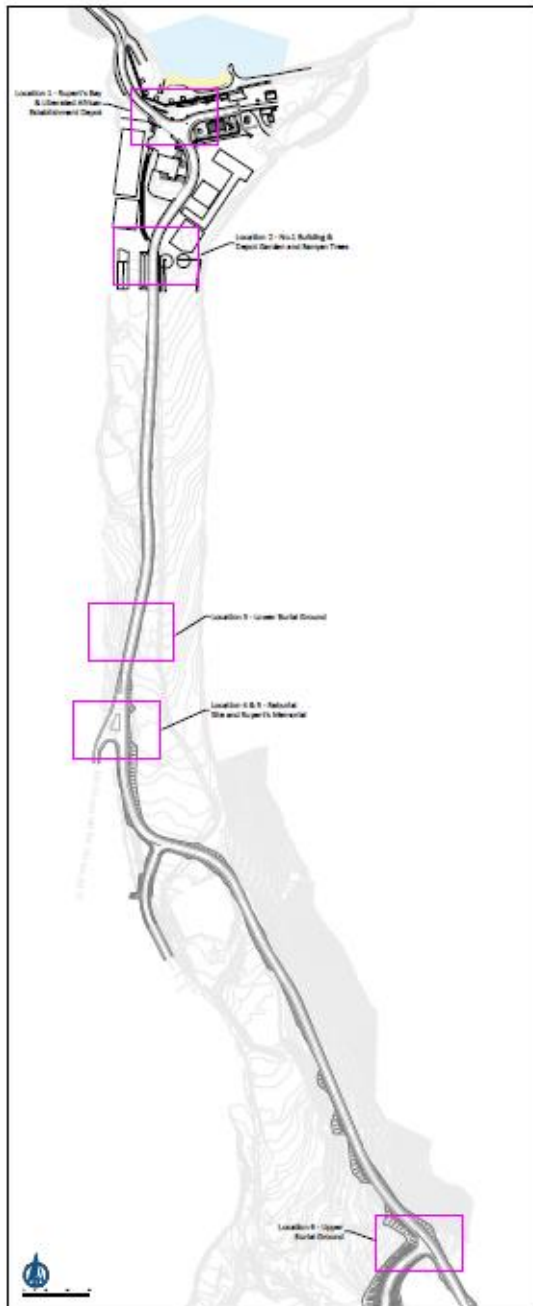 Location 1 - Rupert's Bay
& Liberated African
Establishment Depot
Location 2 - No.1 Building &
Depot Garden and Banyan Trees
Location 3 - Lower Burial Ground
Location 4 & 5 - Reburial
Site and Rupert's Memorial
Location 6 - Upper
Burial Ground